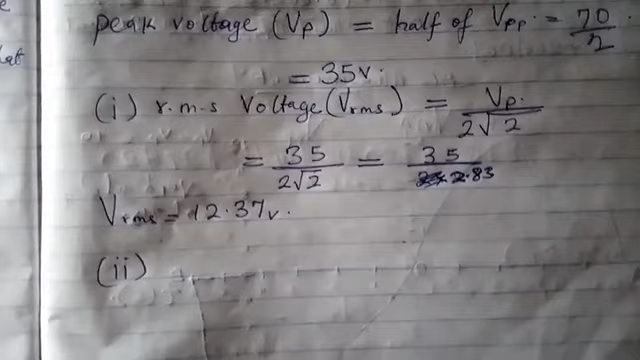 peak voltage (Vp) = half of Vpp. = 70/2
= 35v.
(i) r.m.s Voltage (Vrms) = Vp./2√2
= 35/2√2 = 35/2.83
Vrms = 12.37v.
(ii)